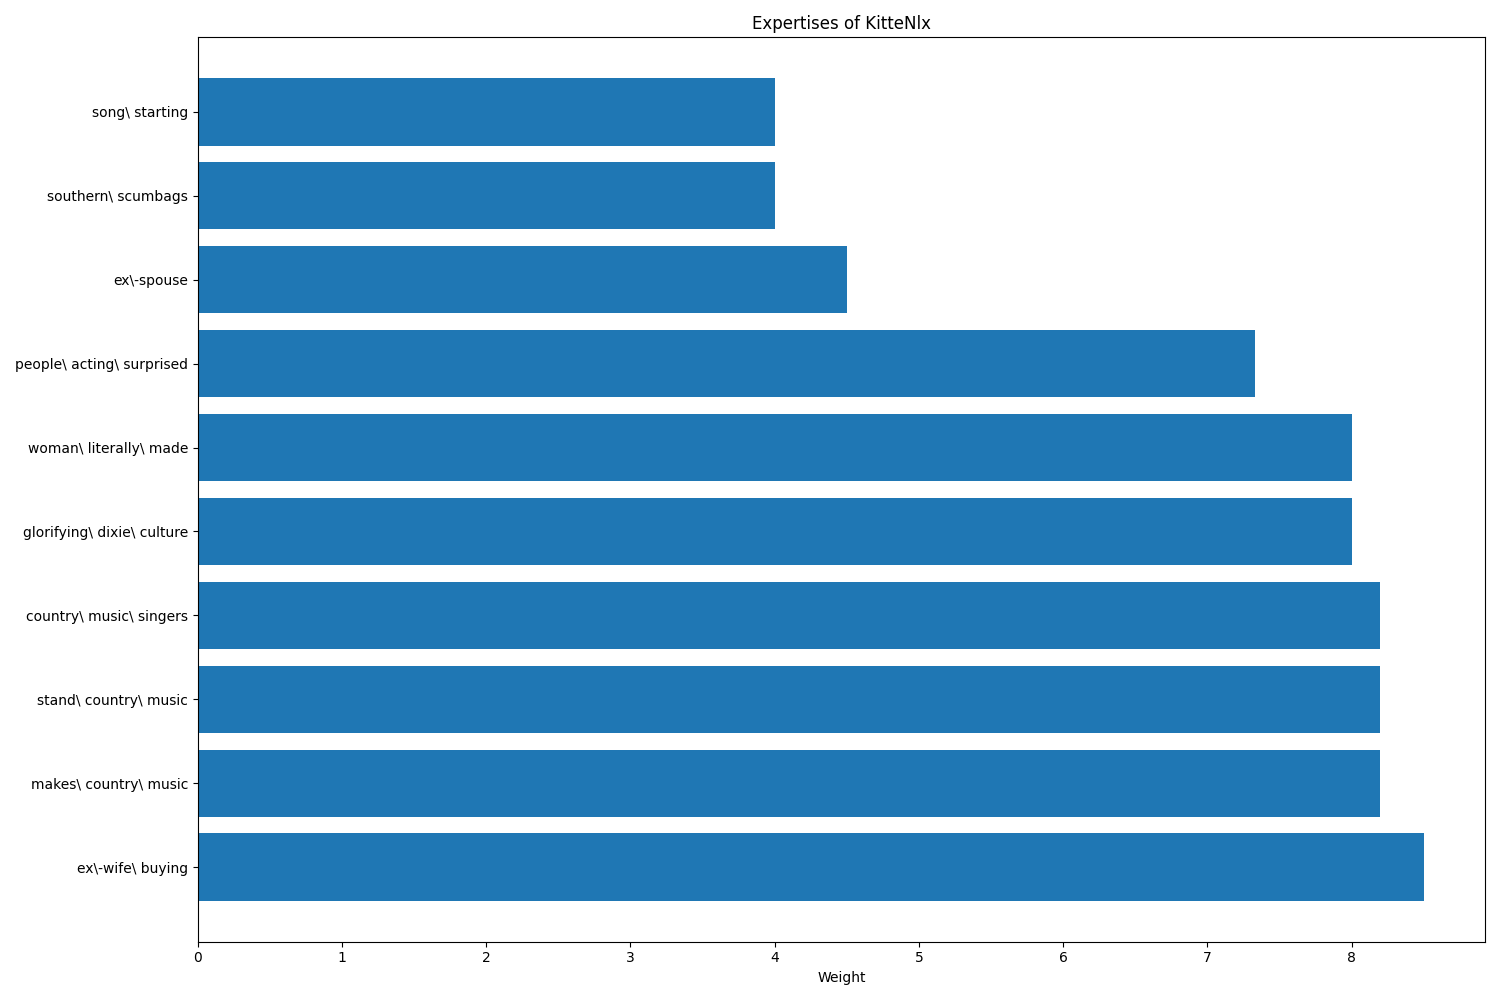 Expertises of KitteNlx
song\ starting
southern\ scumbags
ex\-spouse
people\ acting\ surprised
woman\ literally\ made
glorifying\ dixie\ culture
country\ music\ singers
stand\ country\ music
makes\ country\ music
ex\-wife\ buying
0 1 2 3 4 5 6 7 8
Weight